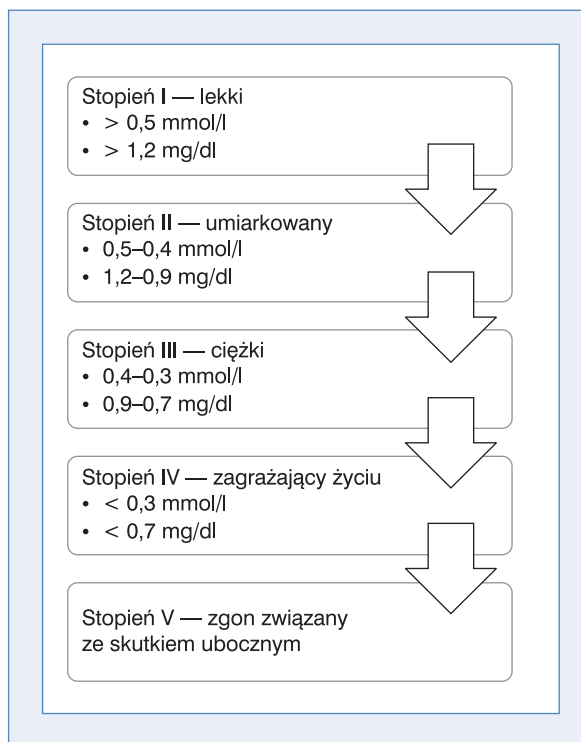 Stopień I — lekki
• > 0,5 mmol/l
• > 1,2 mg/dl
Stopień II — umiarkowany
• 0,5–0,4 mmol/l
• 1,2–0,9 mg/dl
Stopień III — ciężki
• 0,4–0,3 mmol/l
• 0,9–0,7 mg/dl
Stopień IV — zagrażający życiu
• < 0,3 mmol/l
• < 0,7 mg/dl
Stopień V — zgon związany
ze skutkiem ubocznym